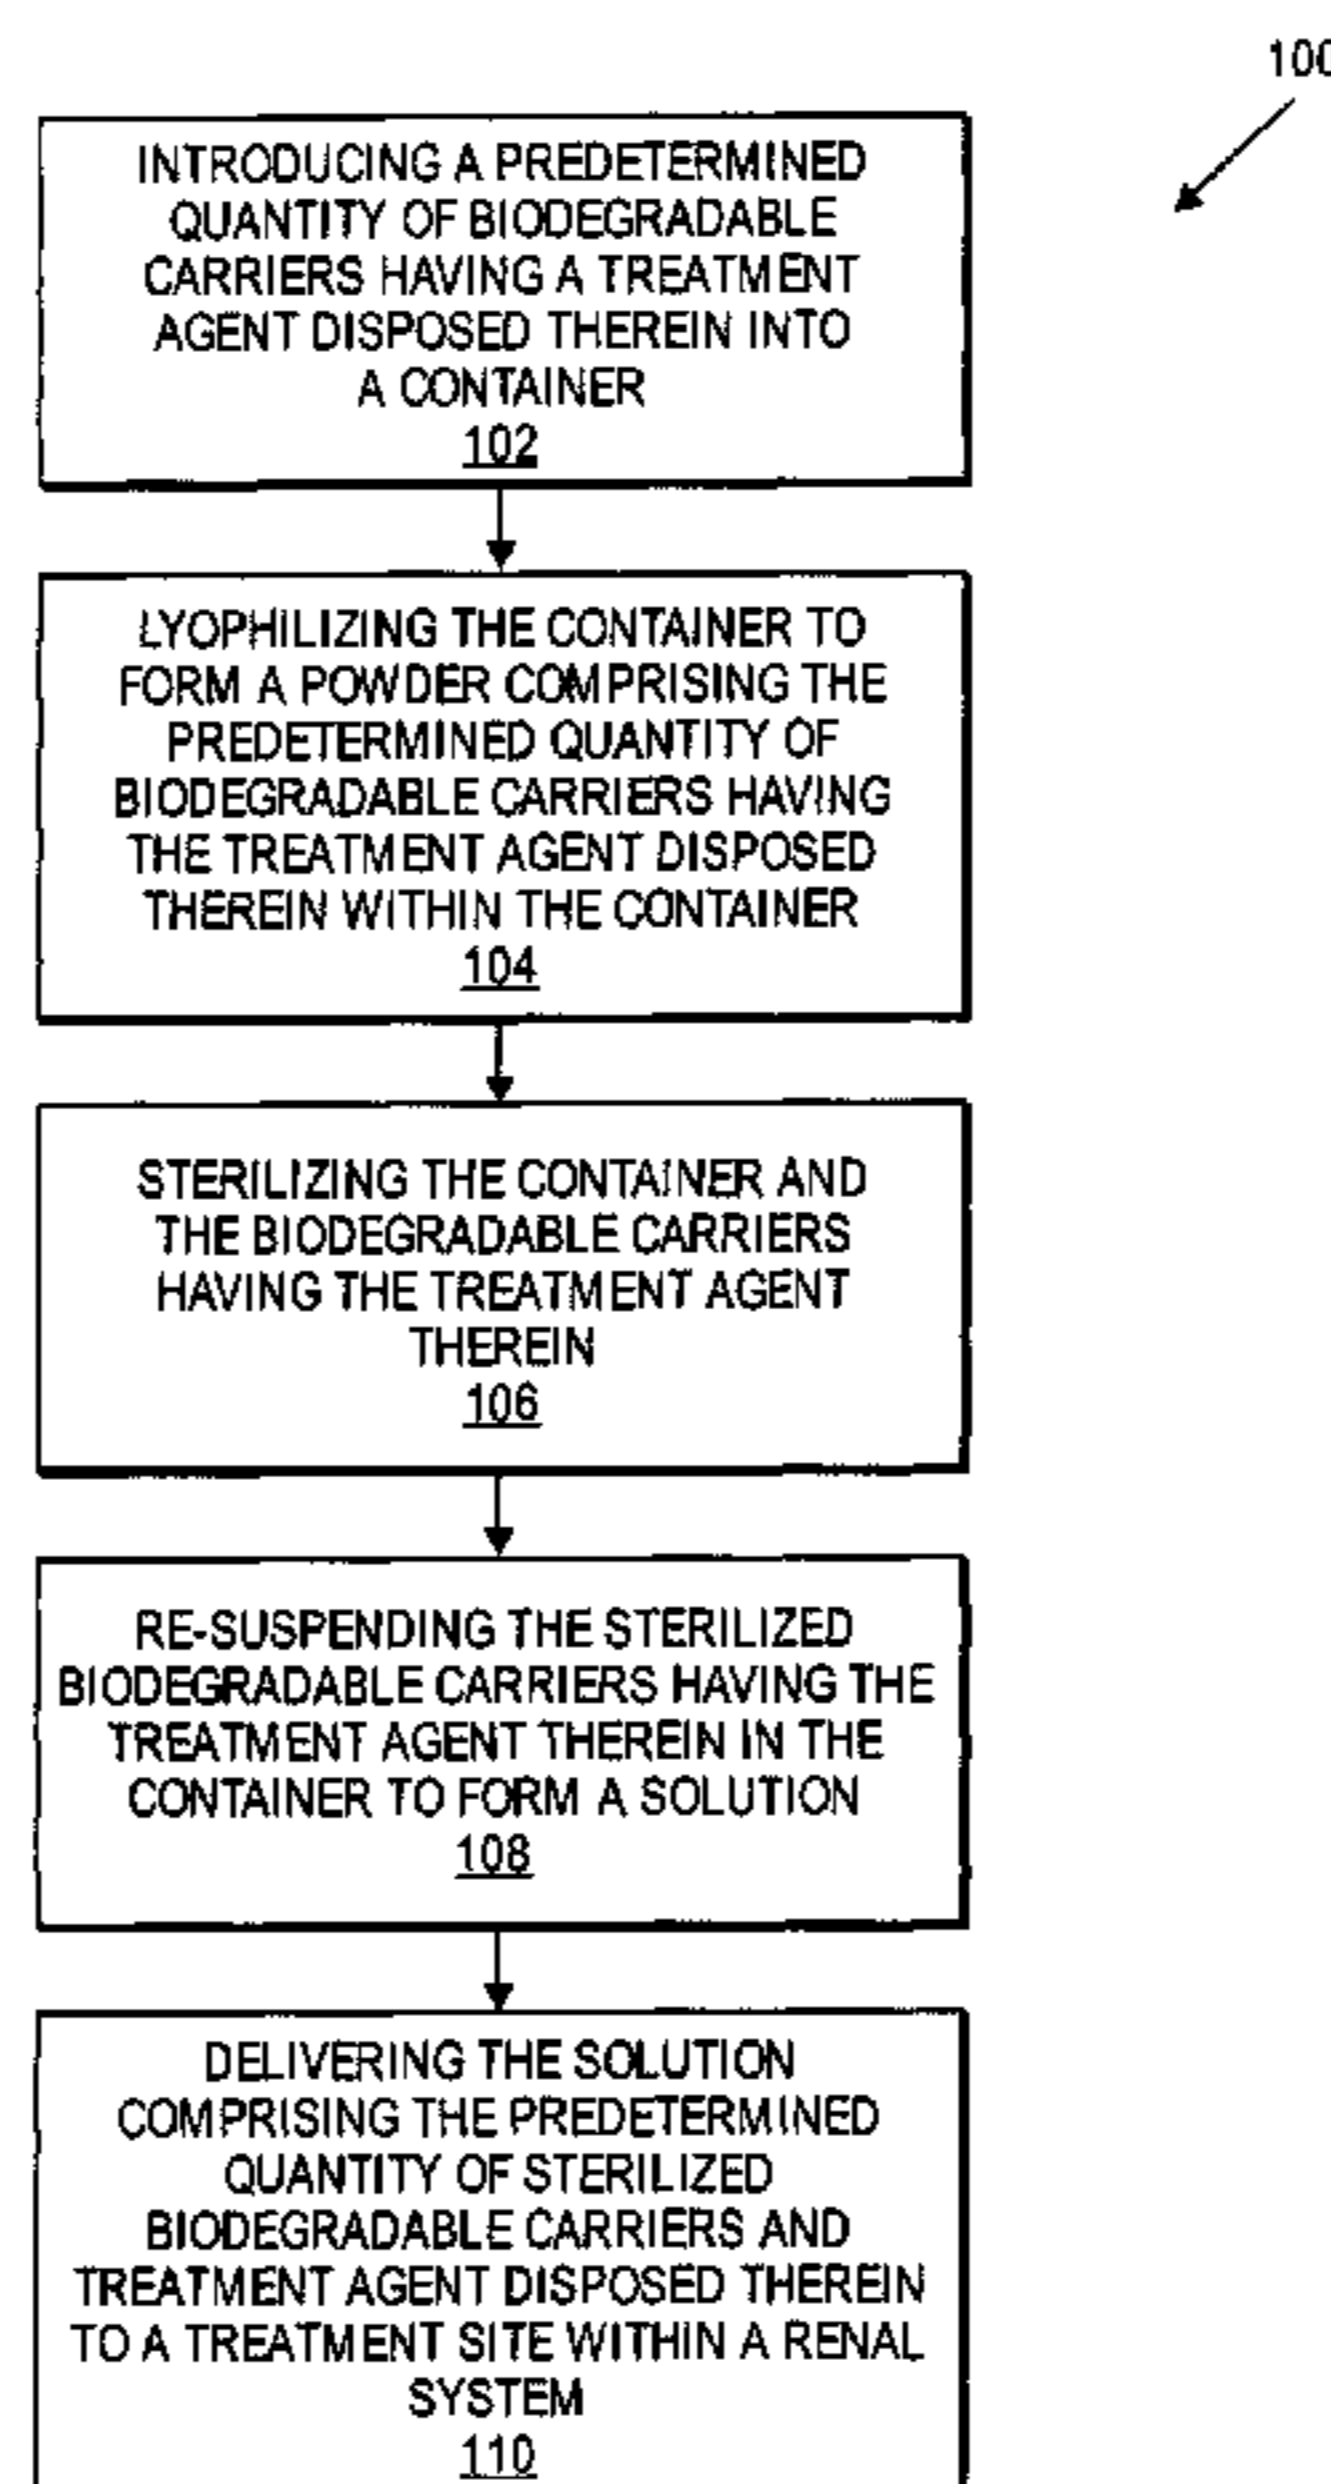 100
INTRODUCING A PREDETERMINED
QUANTITY OF BIODEGRADABLE
CARRIERS HAVING A TREATMENT
AGENT DISPOSED THEREIN INTO
A CONTAINER
102
LYOPHILIZING THE CONTAINER TO
FORM A POWDER COMPRISING THE
PREDETERMINED QUANTITY OF
BIODEGRADABLE CARRIERS HAVING
THE TREATMENT AGENT DISPOSED
THEREIN WITHIN THE CONTAINER
104
STERILIZING THE CONTAINER AND
THE BIODEGRADABLE CARRIERS
HAVING THE TREATMENT AGENT
THEREIN
106
RE-SUSPENDING THE STERILIZED
BIODEGRADABLE CARRIERS HAVING THE
TREATMENT AGENT THEREIN IN THE
CONTAINER TO FORM A SOLUTION
108
DELIVERING THE SOLUTION
COMPRISING THE PREDETERMINED
QUANTITY OF STERILIZED
BIODEGRADABLE CARRIERS AND
TREATMENT AGENT DISPOSED THEREIN
TO A TREATMENT SITE WITHIN A RENAL
SYSTEM
110